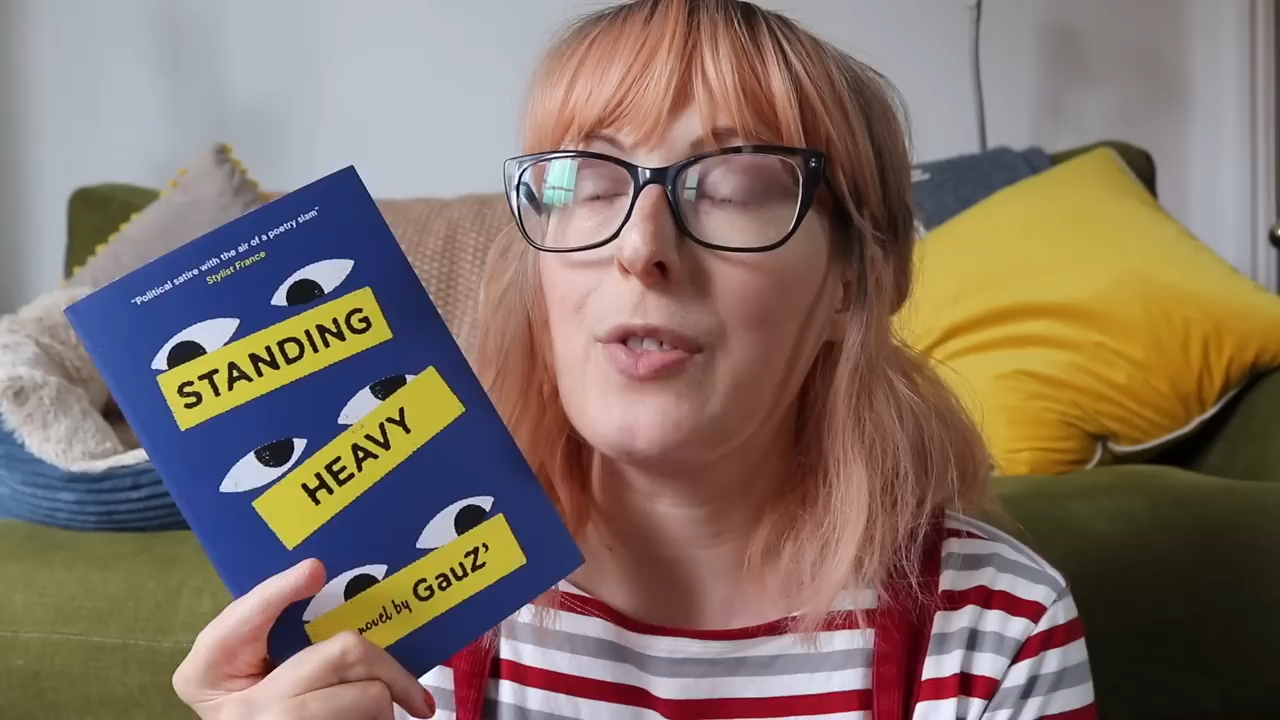 "Political satire with the air of a poetry slam"
Stylist France
STANDING
HEAVY
novel by GauZ'